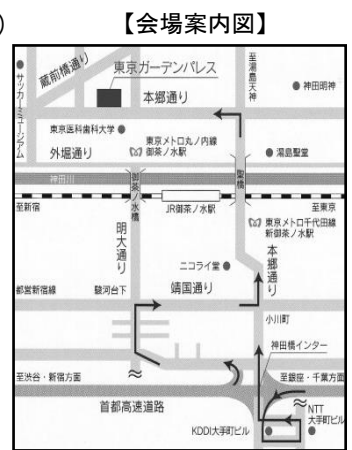 )
【会場案内図】
蔵前橋通り
サッカーミュージアム
東京ガーデンパレス
本郷通り
至湯島天神
神田明神
東京医科歯科大学
外堀通り
東京メトロ丸ノ内線
御茶ノ水駅
湯島聖堂
神田川
御茶ノ水橋
聖橋
至新宿
JR御茶ノ水駅
至東京
明大通り
東京メトロ千代田線
新御茶ノ水駅
本郷通り
ニコライ堂
都営新宿線
駿河台下
靖国通り
小川町
神田橋インター
至渋谷・新宿方面
至銀座・千葉方面
首都高速道路
NTT
大手町ビル
KDDI大手町ビル